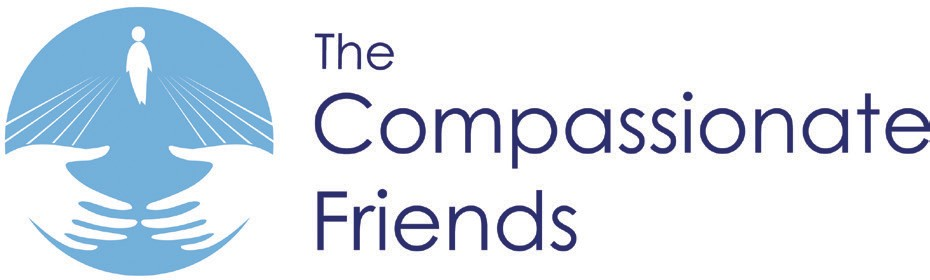 The
Compassionate
Friends